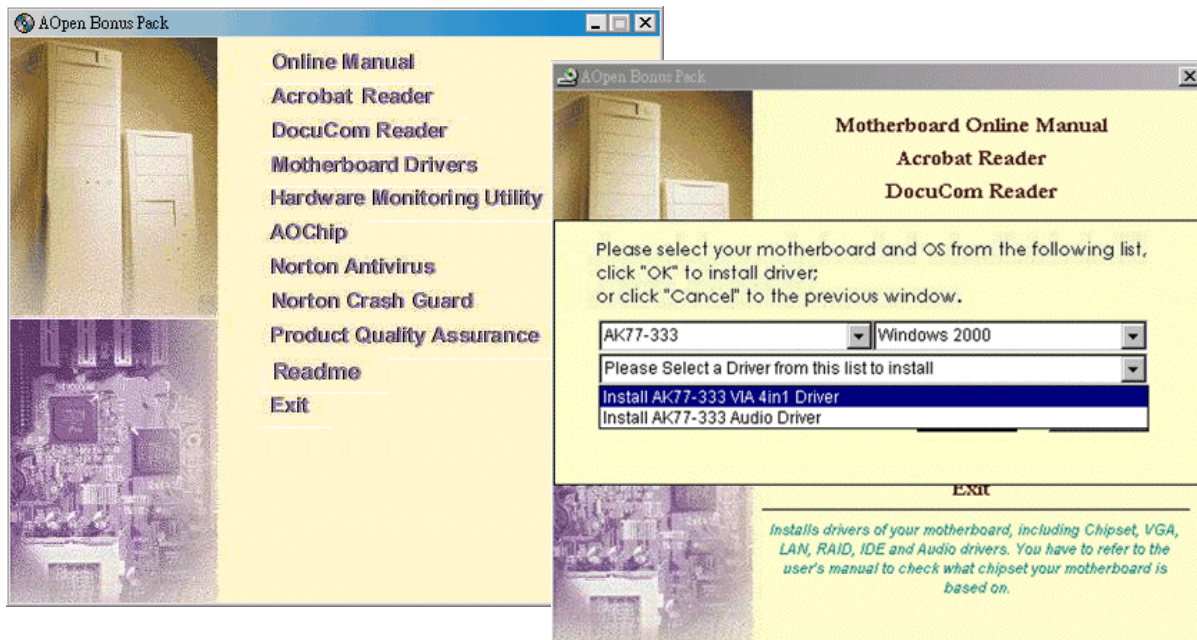 AOpen Bonus Pack
Online Manual
Acrobat Reader
DocuCom Reader
Motherboard Drivers
Hardware Monitoring Utility
AOChip
Norton Antivirus
Norton Crash Guard
Product Quality Assurance
Readme
Exit
AOpen Bonus Pack
Motherboard Online Manual
Acrobat Reader
DocuCom Reader
Please select your motherboard and OS from the following list,
click "OK" to install driver;
or click "Cancel" to the previous window.
AK77-333 Windows 2000
Please Select a Driver from this list to install
Install AK77-333 VIA 4in1 Driver
Install AK77-333 Audio Driver
Exit
Installs drivers of your motherboard, including Chipset, VGA,
LAN, RAID, IDE and Audio drivers. You have to refer to the
user's manual to check what chipset your motherboard is
based on.